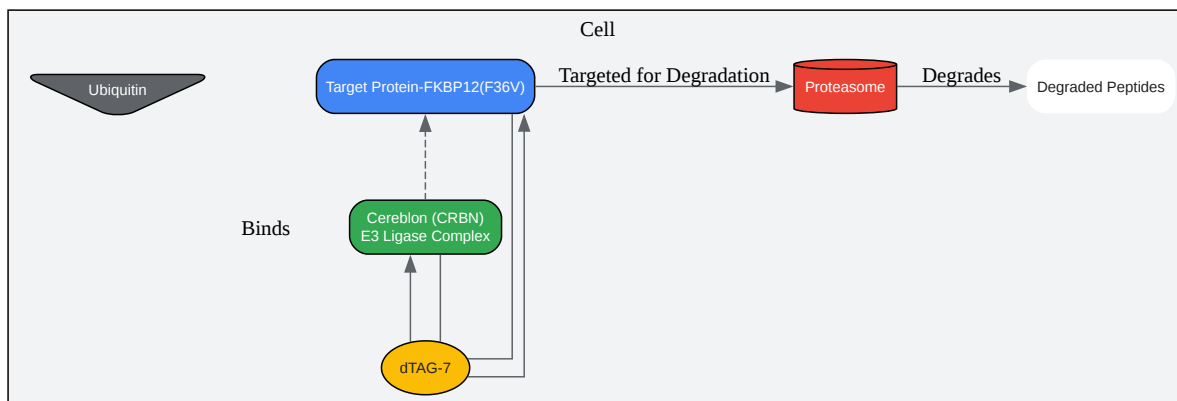 Cell
Ubiquitin
Target Protein-FKBP12(F36V)
Targeted for Degradation
Proteasome
Degrades
Degraded Peptides
Binds
Cereblon (CRBN)
E3 Ligase Complex
dTAG-7